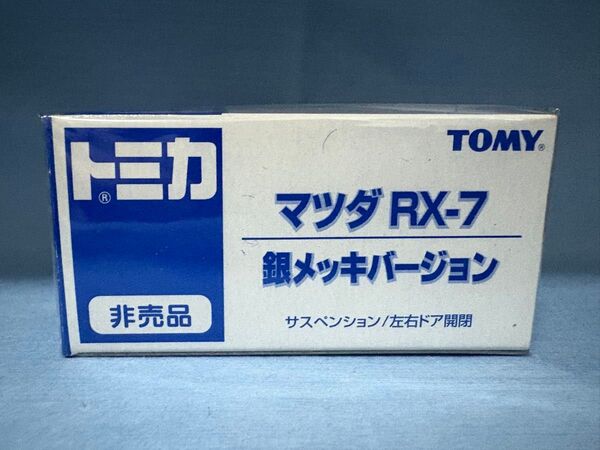 トミカ®
非売品
TOMY®
マツダ RX-7
銀メッキバージョン
サスペンション/左右ドア開閉